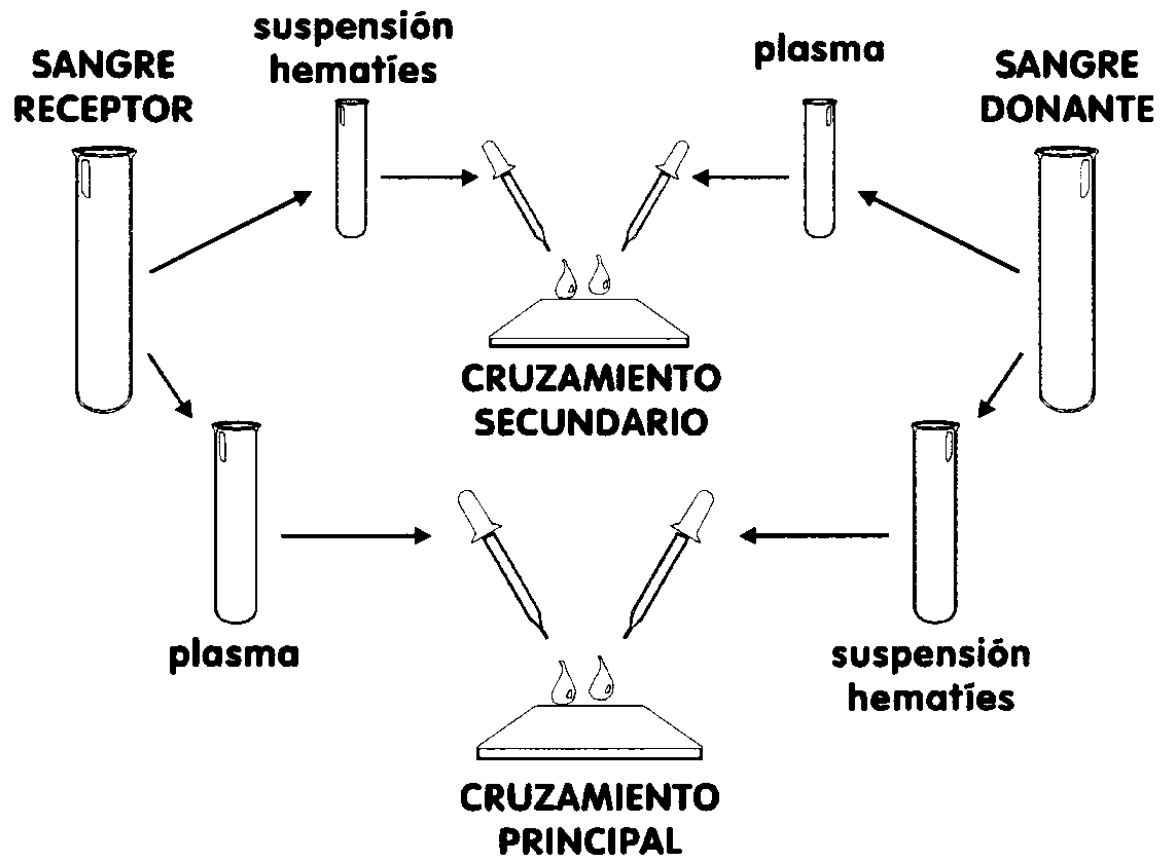 SANGRE
RECEPTOR
suspensión
hematíes
plasma
SANGRE
DONANTE
CRUZAMIENTO
SECUNDARIO
plasma
suspensión
hematíes
CRUZAMIENTO
PRINCIPAL